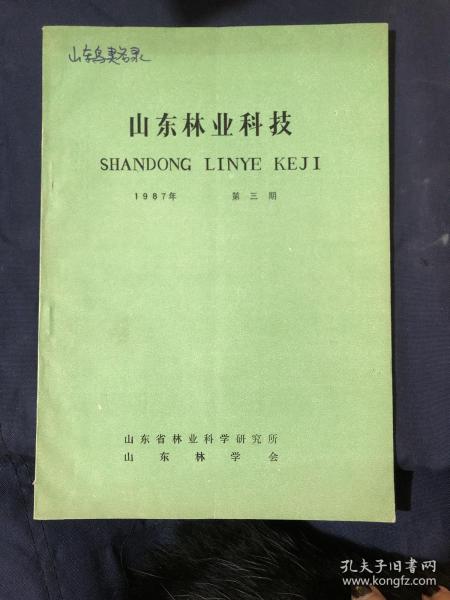 山东鸟类名录
山东林业科技
SHANDONG LINYE KEJI
1987年 第三期
山东省林业科学研究所
山东林学会
孔夫子旧书网
www.kongfz.com